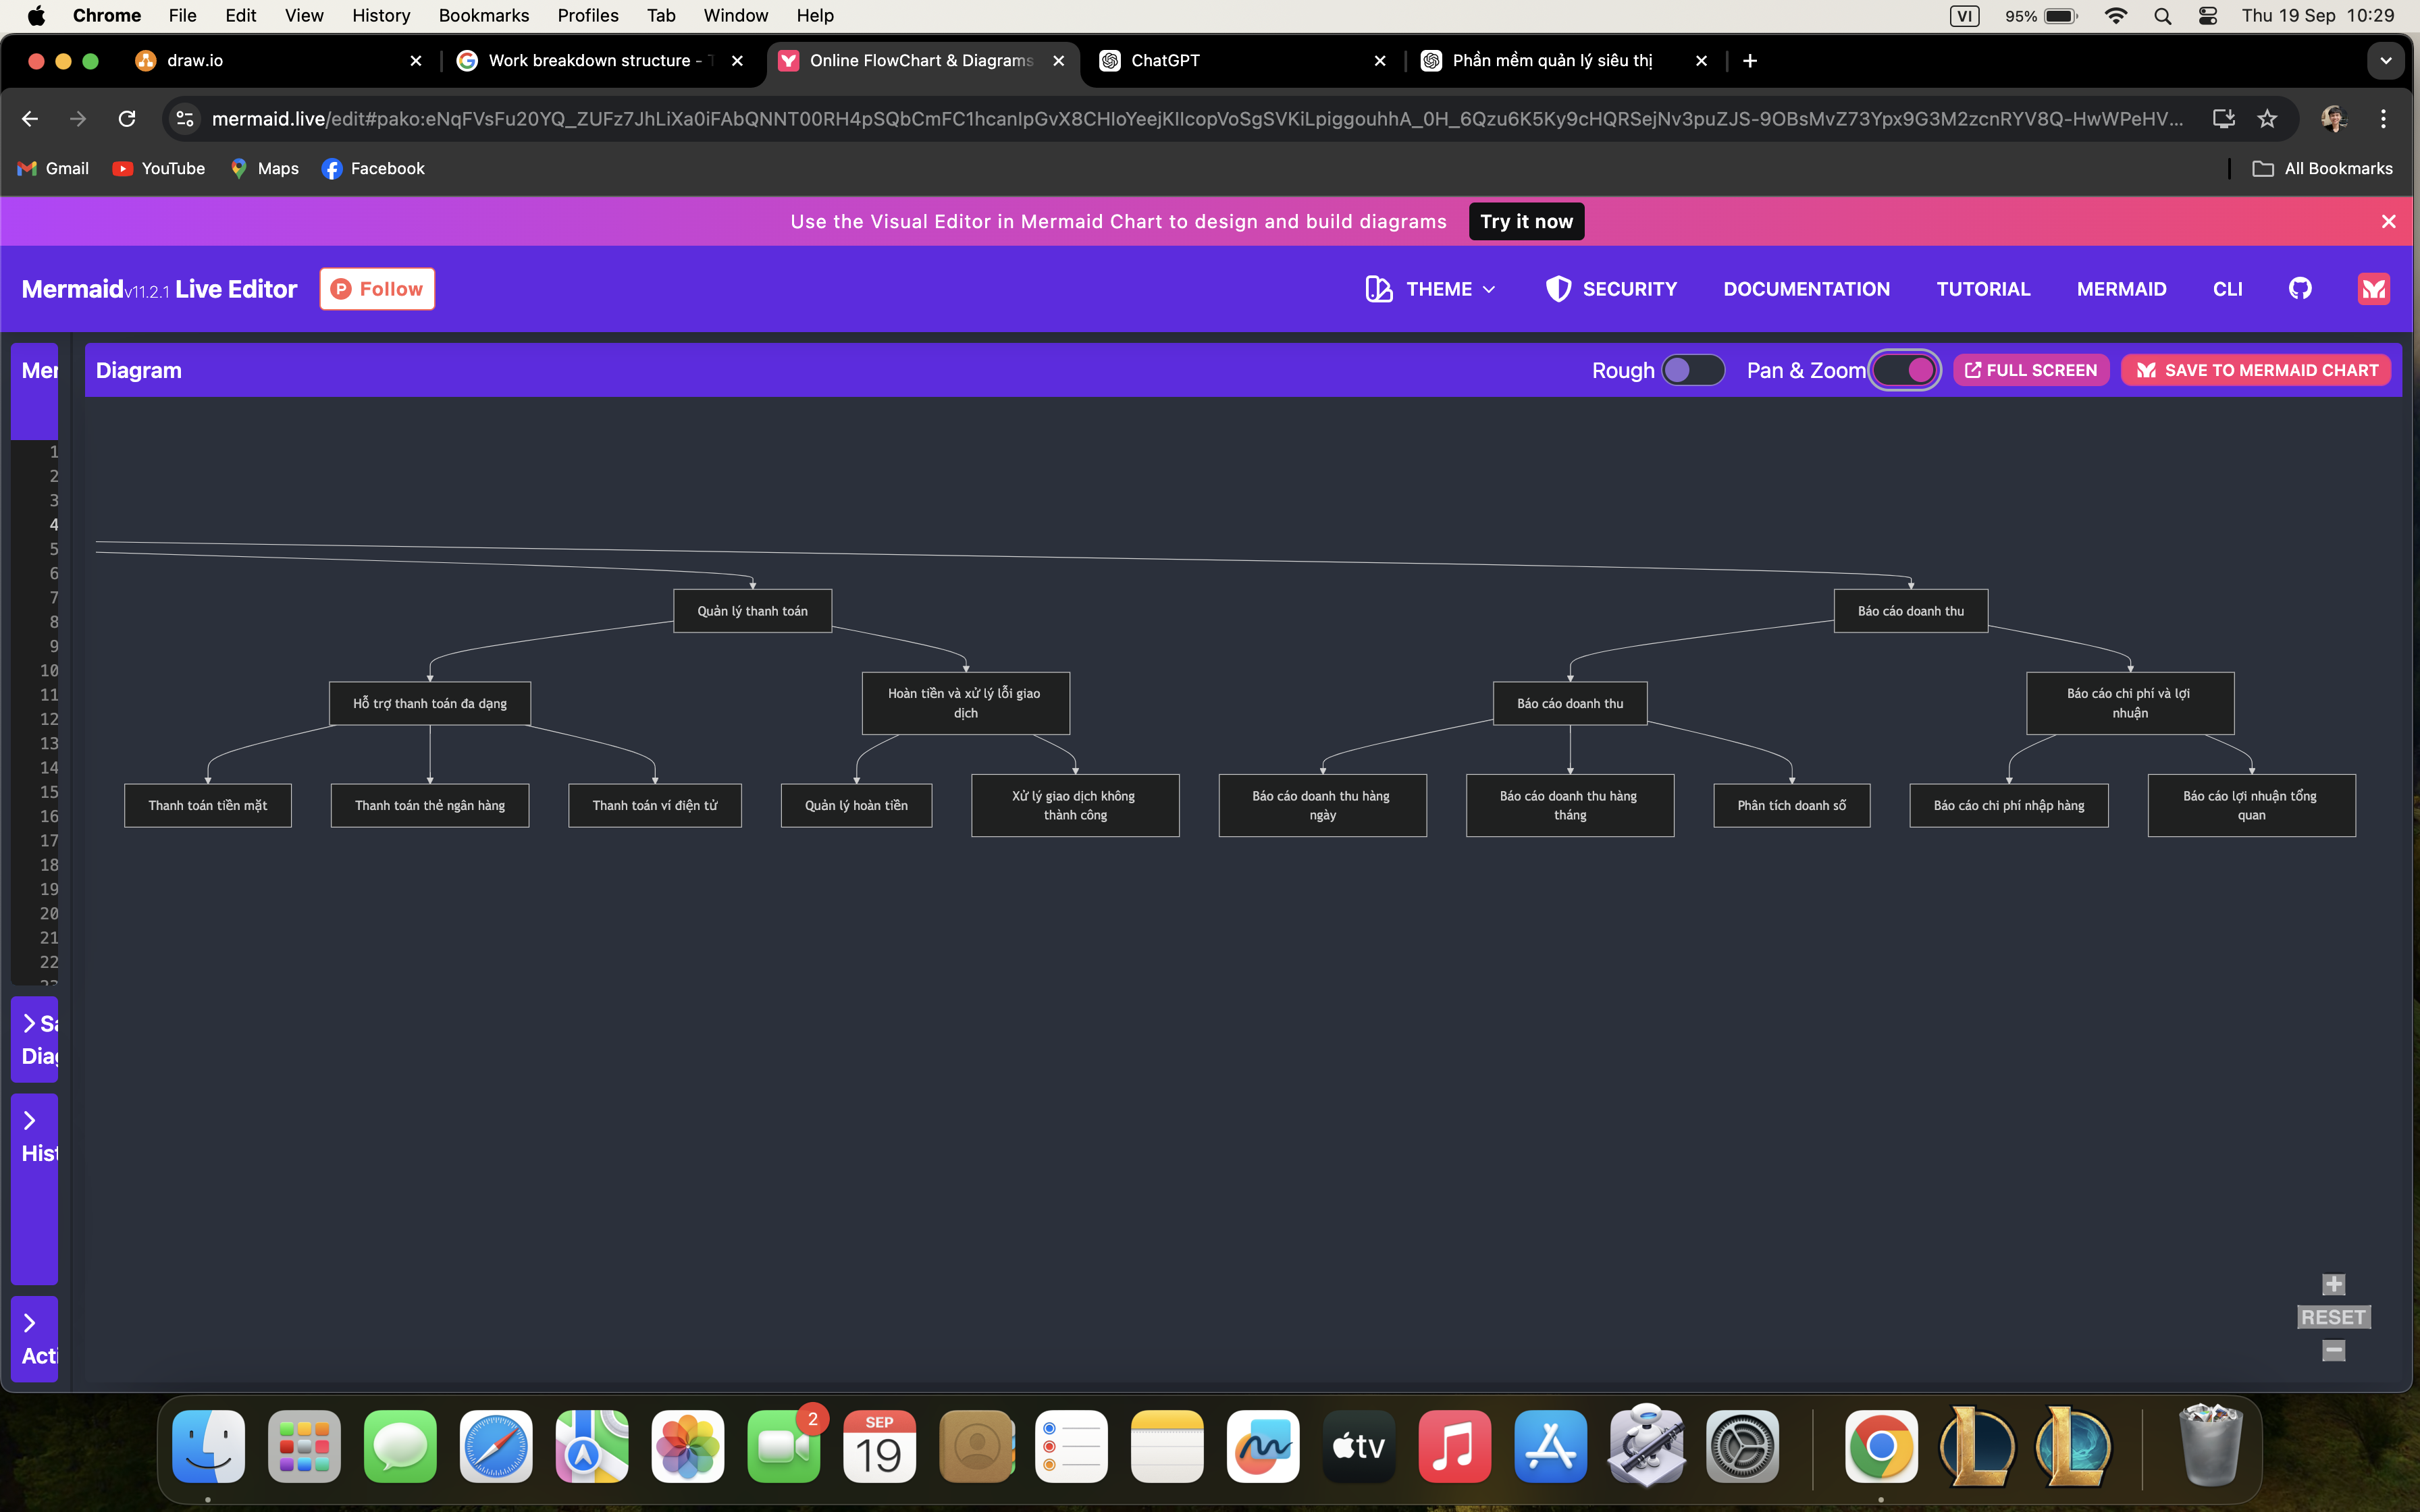 Chrome File Edit View History Bookmarks Profiles Tab Window Help VI 95% Thu 19 Sep 10:29
draw.io Work breakdown structure - Online FlowChart & Diagrams ChatGPT Phần mềm quản lý siêu thị
Gmail YouTube Maps Facebook All Bookmarks
Use the Visual Editor in Mermaid Chart to design and build diagrams Try it now
Mermaid v11.2.1 Live Editor Follow THEME SECURITY DOCUMENTATION TUTORIAL MERMAID CLI
Mer Diagram Rough Pan & Zoom FULL SCREEN SAVE TO MERMAID CHART
1
2
3
4
5
6
7
8
9
10
11
12
13
14
15
16
17
18
19
20
21
22
Quản lý thanh toán
Báo cáo doanh thu
Hỗ trợ thanh toán đa dạng
Hoàn tiền và xử lý lỗi giao
dịch
Báo cáo doanh thu
Báo cáo chi phí và lợi
nhuận
Thanh toán tiền mặt
Thanh toán thẻ ngân hàng
Thanh toán ví điện tử
Quản lý hoàn tiền
Xử lý giao dịch không
thành công
Báo cáo doanh thu hàng
ngày
Báo cáo doanh thu hàng
tháng
Phân tích doanh số
Báo cáo chi phí nhập hàng
Báo cáo lợi nhuận tổng
quan
Sa
Diag
Hist
Acti
RESET
2
SEP
19
tv